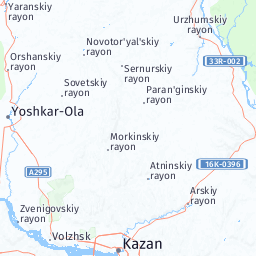 Yaranskiy
rayon
Urzhumskiy
rayon
Novotor'yal'skiy
rayon
Orshanskiy
rayon
33R-002
Sernurskiy
rayon
Sovetskiy
rayon
Paran'ginskiy
rayon
Yoshkar-Ola
Morkinskiy
rayon
16K-0396
Atninskiy
rayon
A295
Arskiy
rayon
Zvenigovskiy
rayon
Volzhsk
Kazan